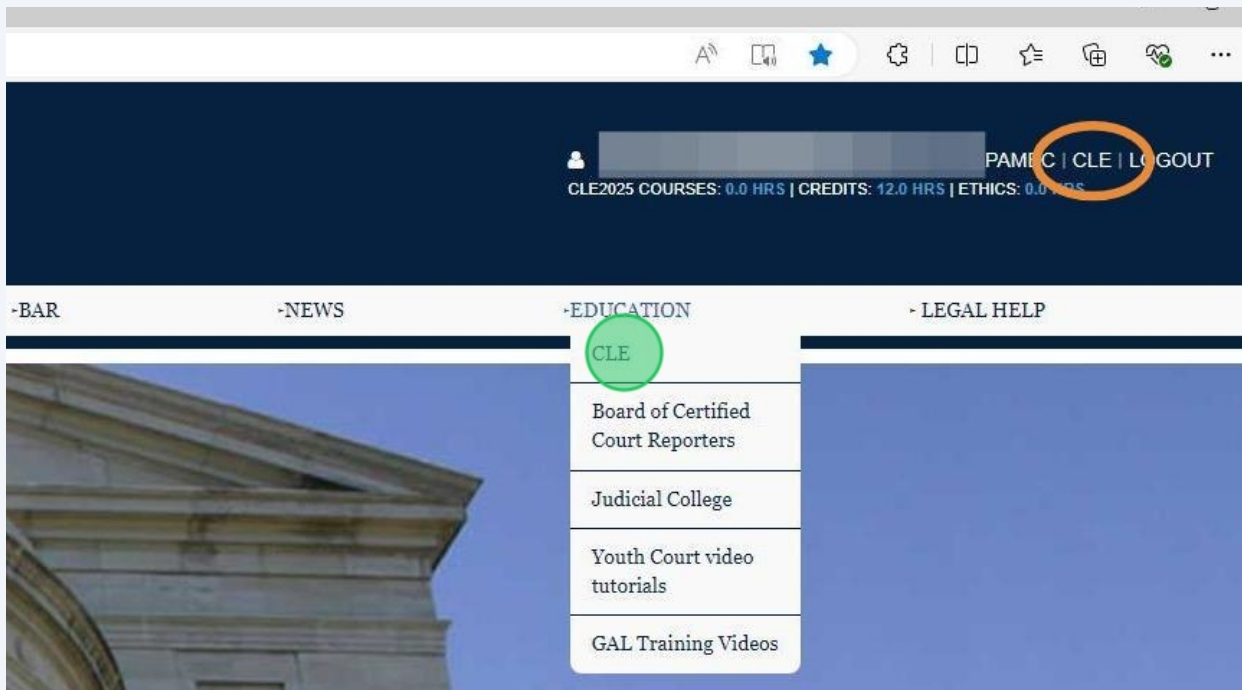 PAMEC | CLE | LOGOUT
CLE2025 COURSES: 0.0 HRS | CREDITS: 12.0 HRS | ETHICS: 0.0 HRS
-BAR
-NEWS
-EDUCATION
- LEGAL HELP
CLE
Board of Certified
Court Reporters
Judicial College
Youth Court video
tutorials
GAL Training Videos